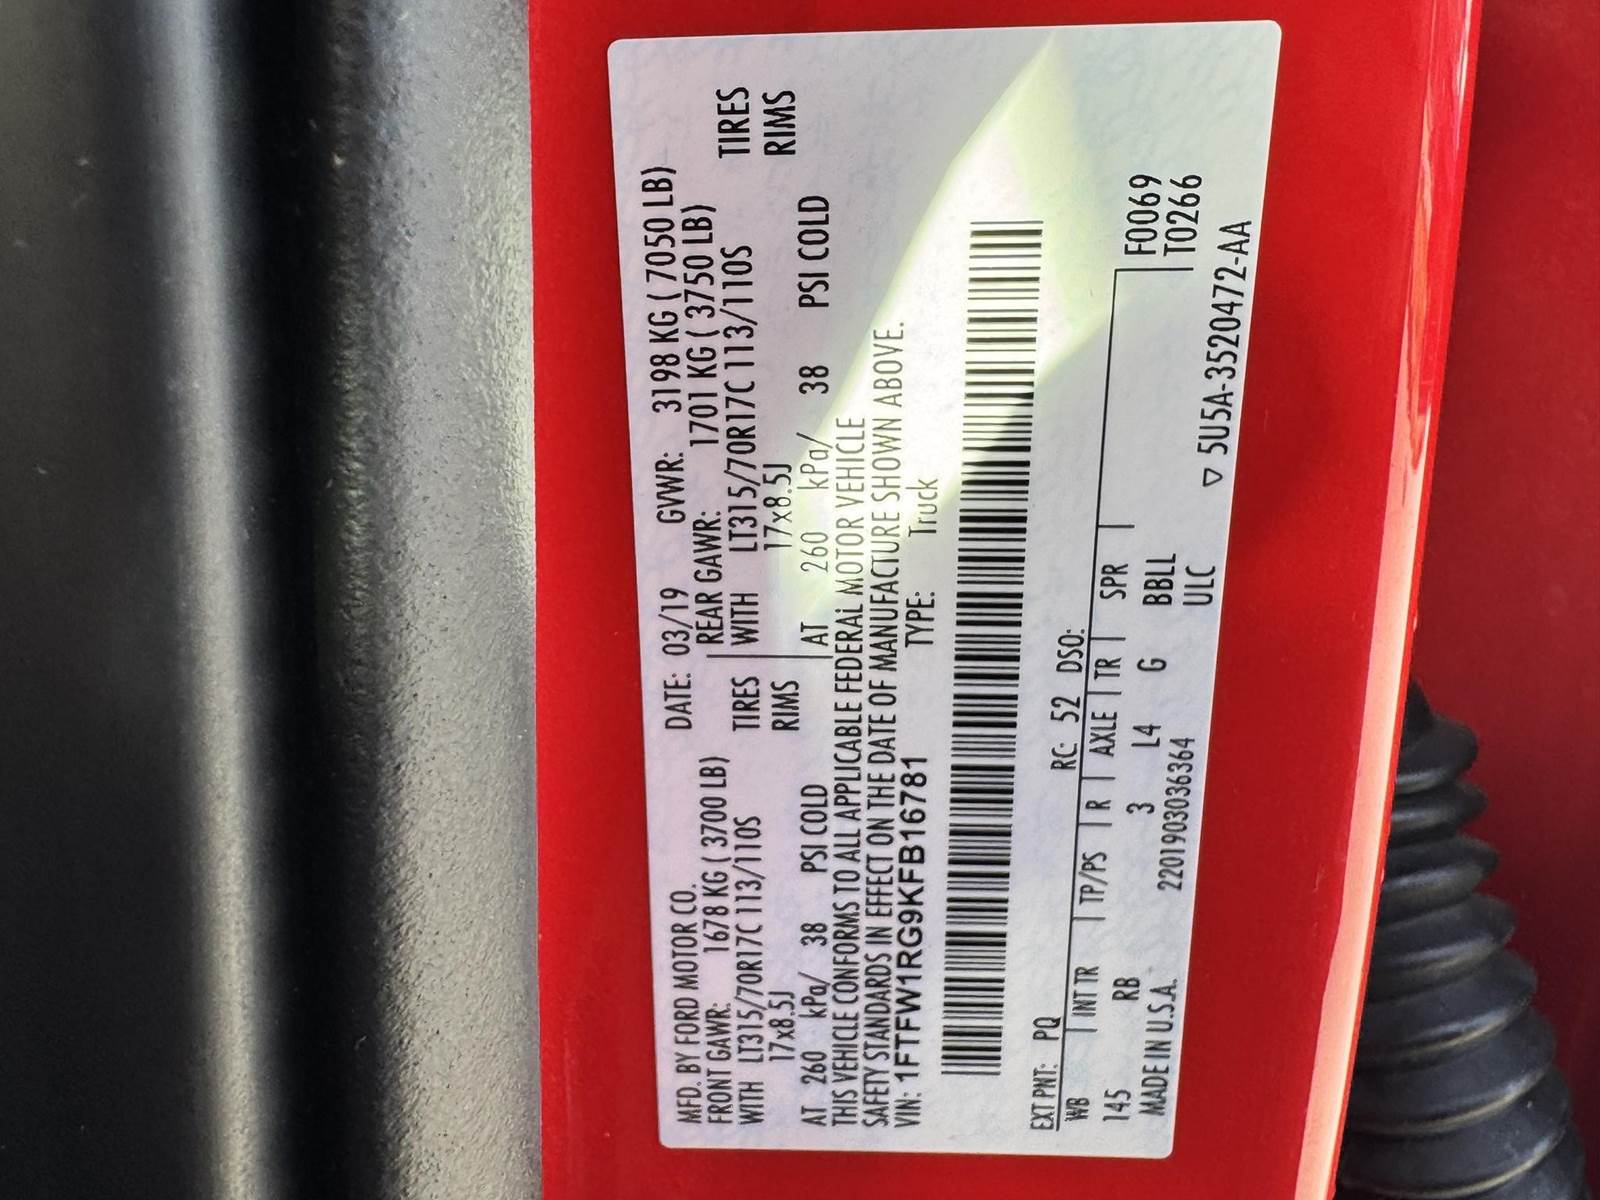 MFD. BY FORD MOTOR CO. DATE: 03/19 GVWR: 3198 KG ( 7050 LB)
FRONT GAWR: 1678 KG ( 3700 LB) REAR GAWR: 1701 KG ( 3750 LB)
WITH LT315/70R17C 113/110S TIRES WITH LT315/70R17C 113/110S TIRES
17x8.5J RIMS 17x8.5J RIMS
AT 260 kPa/ 38 PSI COLD AT 260 kPa/ 38 PSI COLD
THIS VEHICLE CONFORMS TO ALL APPLICABLE FEDERAL MOTOR VEHICLE
SAFETY STANDARDS IN EFFECT ON THE DATE OF MANUFACTURE SHOWN ABOVE.
VIN: 1FTFW1RG9KFB16781 TYPE: Truck
EXT PNT: PQ RC: 52 DSO:
WB INT TR TP/PS R AXLE TR SPR F0069
145 RB 3 L4 G BBLL T0266
MADE IN U.S.A. 2201903036364 ULC ▽ 5U5A-3520472-AA